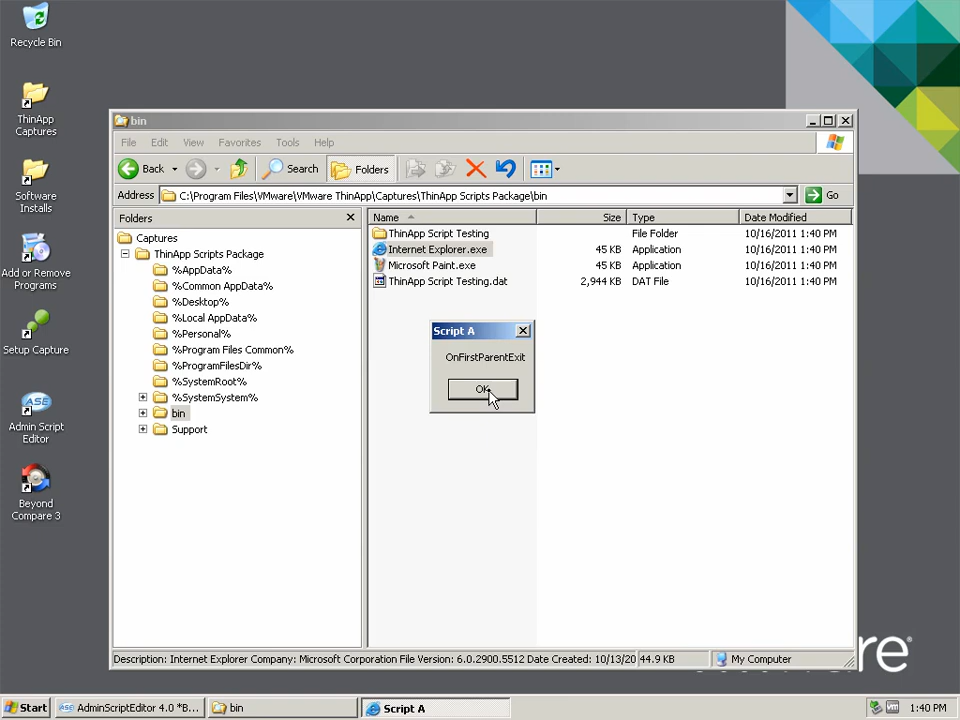 Recycle Bin
ThinApp
Captures
Software
Installs
Add or Remove
Programs
Setup Capture
ASE
Admin Script
Editor
Beyond
Compare 3
bin
File Edit View Favorites Tools Help
Back Search Folders
Address C:\Program Files\VMware\VMware ThinApp\Captures\ThinApp Scripts Package\bin Go
Folders
Captures
ThinApp Scripts Package
%AppData%
%Common AppData%
%Desktop%
%Local AppData%
%Personal%
%Program Files Common%
%ProgramFilesDir%
%SystemRoot%
%SystemSystem%
bin
Support
Name Size Type Date Modified
ThinApp Script Testing File Folder 10/16/2011 1:40 PM
Internet Explorer.exe 45 KB Application 10/16/2011 1:40 PM
Microsoft Paint.exe 45 KB Application 10/16/2011 1:40 PM
ThinApp Script Testing.dat 2,944 KB DAT File 10/16/2011 1:40 PM
Script A
OnFirstParentExit
OK
Description: Internet Explorer Company: Microsoft Corporation File Version: 6.0.2900.5512 Date Created: 10/13/20 44.9 KB My Computer
Start ASE AdminScriptEditor 4.0 *B... bin Script A vm 1:40 PM